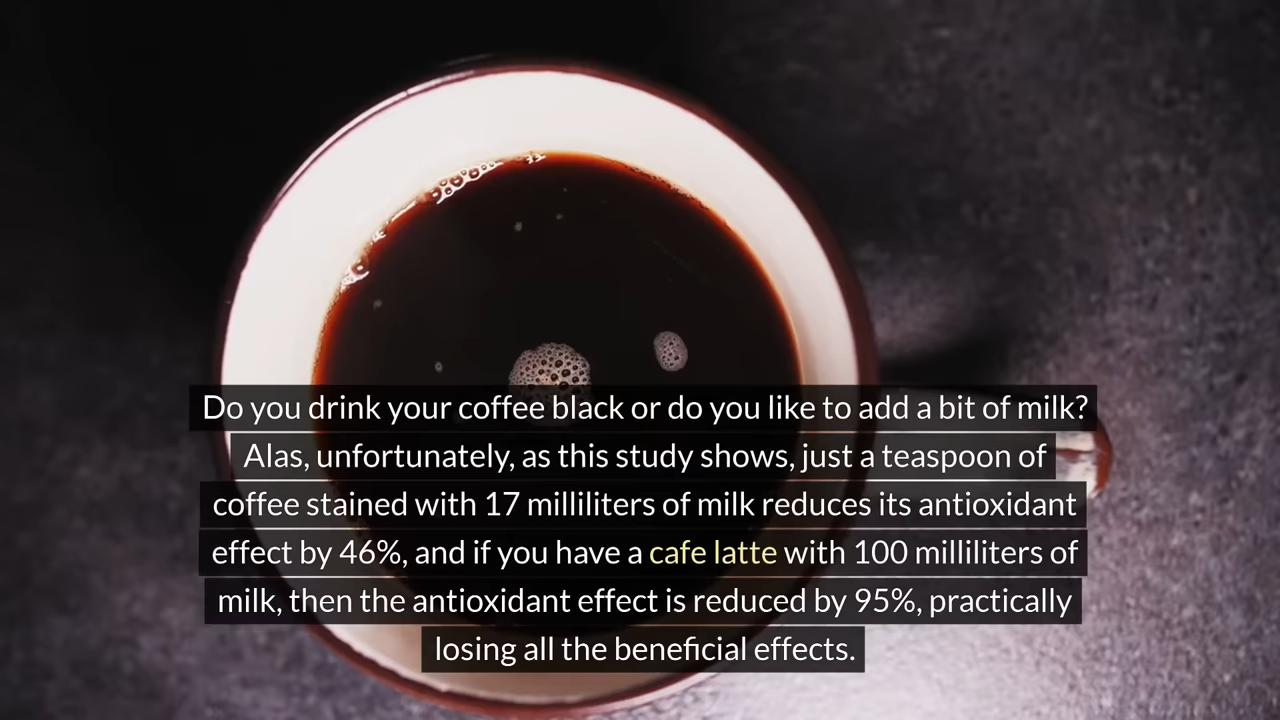 Do you drink your coffee black or do you like to add a bit of milk?
Alas, unfortunately, as this study shows, just a teaspoon of
coffee stained with 17 milliliters of milk reduces its antioxidant
effect by 46%, and if you have a cafe latte with 100 milliliters of
milk, then the antioxidant effect is reduced by 95%, practically
losing all the beneficial effects.